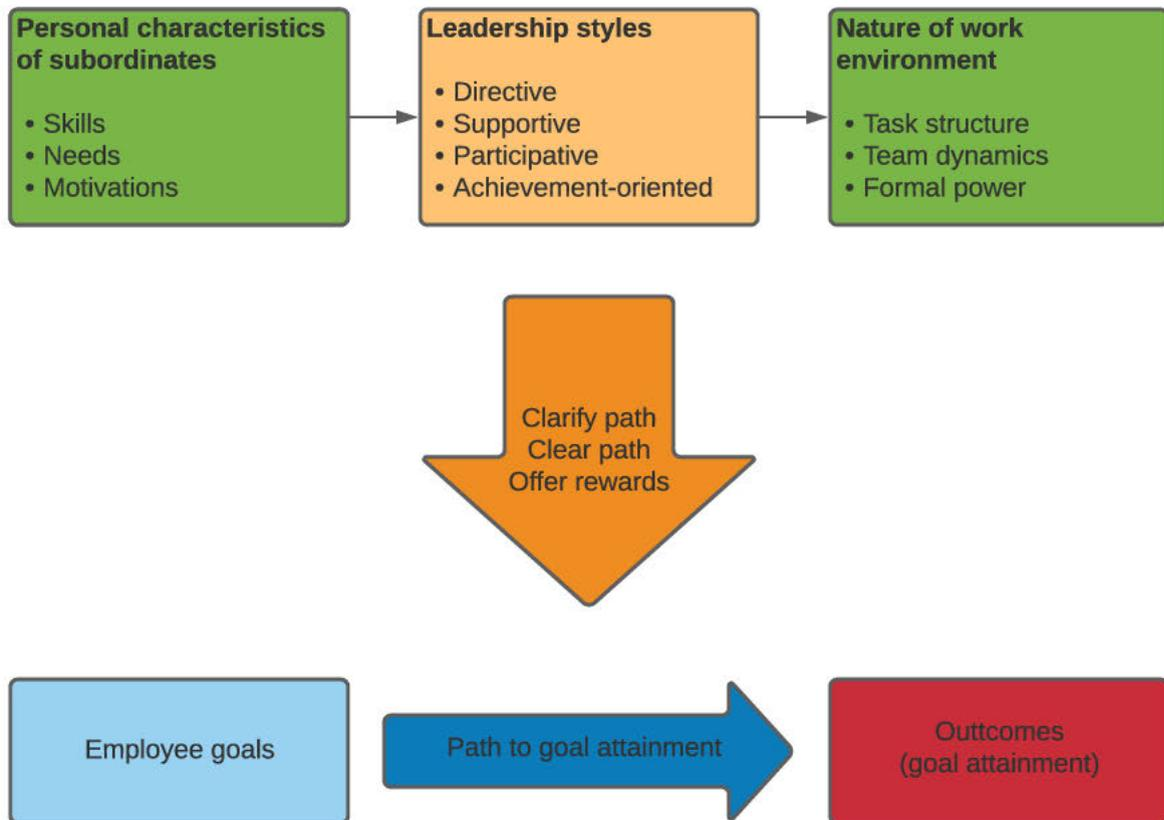 Personal characteristics
of subordinates
• Skills
• Needs
• Motivations
Leadership styles
• Directive
• Supportive
• Participative
• Achievement-oriented
Nature of work
environment
• Task structure
• Team dynamics
• Formal power
Clarify path
Clear path
Offer rewards
Employee goals
Path to goal attainment
Outtcomes
(goal attainment)